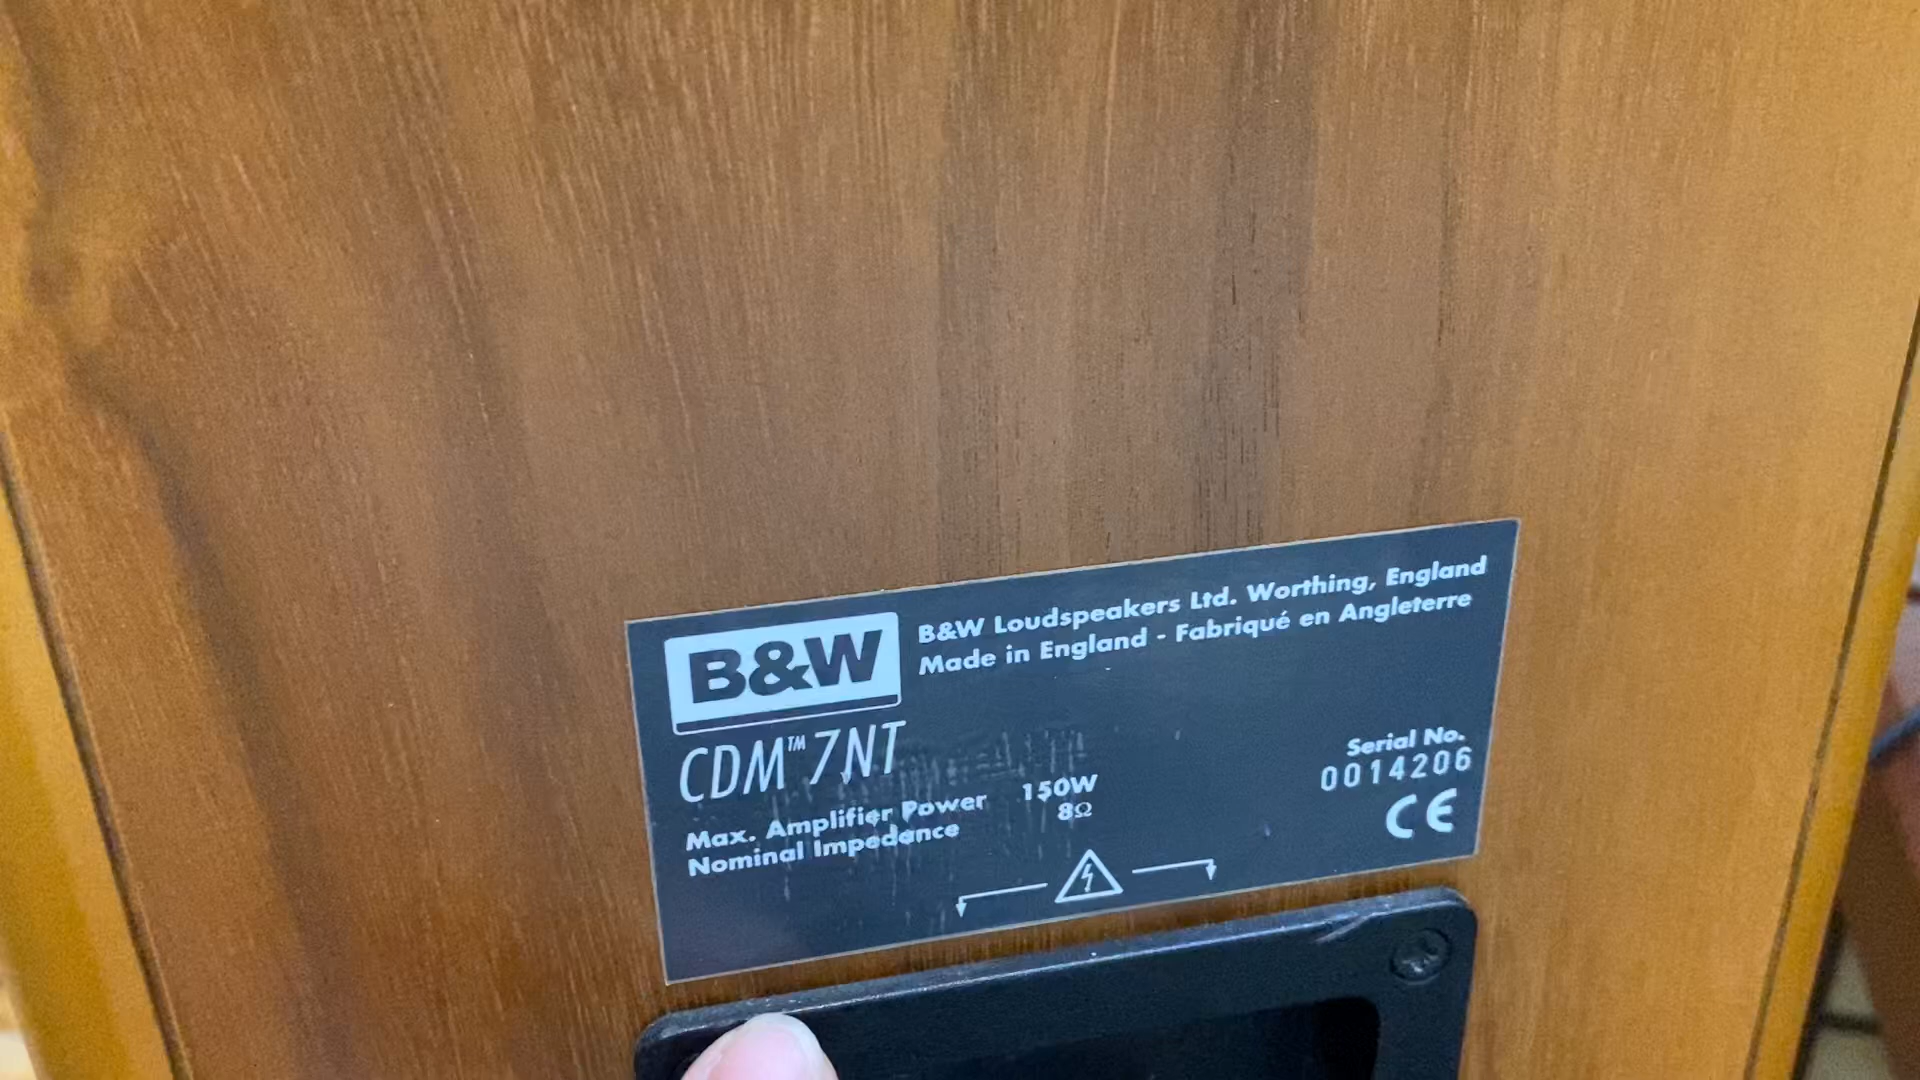 B&W
B&W Loudspeakers Ltd. Worthing, England
Made in England - Fabriqué en Angleterre
CDM™ 7NT
Max. Amplifier Power 150W
Nominal Impedance 8Ω
Serial No.
0014206
CE